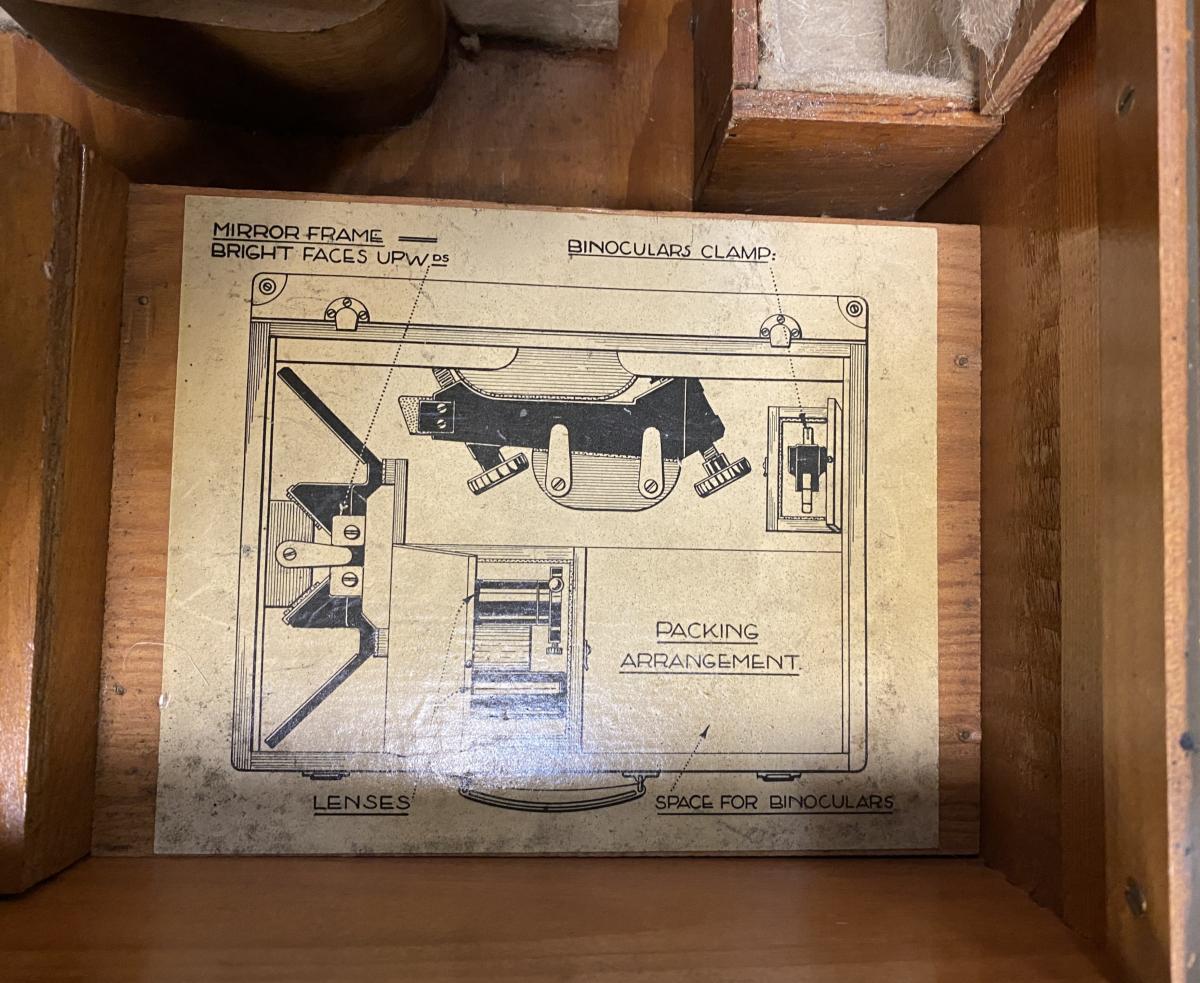 MIRROR FRAME —
BRIGHT FACES UPWDS
BINOCULARS CLAMP:
PACKING
ARRANGEMENT.
LENSES
SPACE FOR BINOCULARS